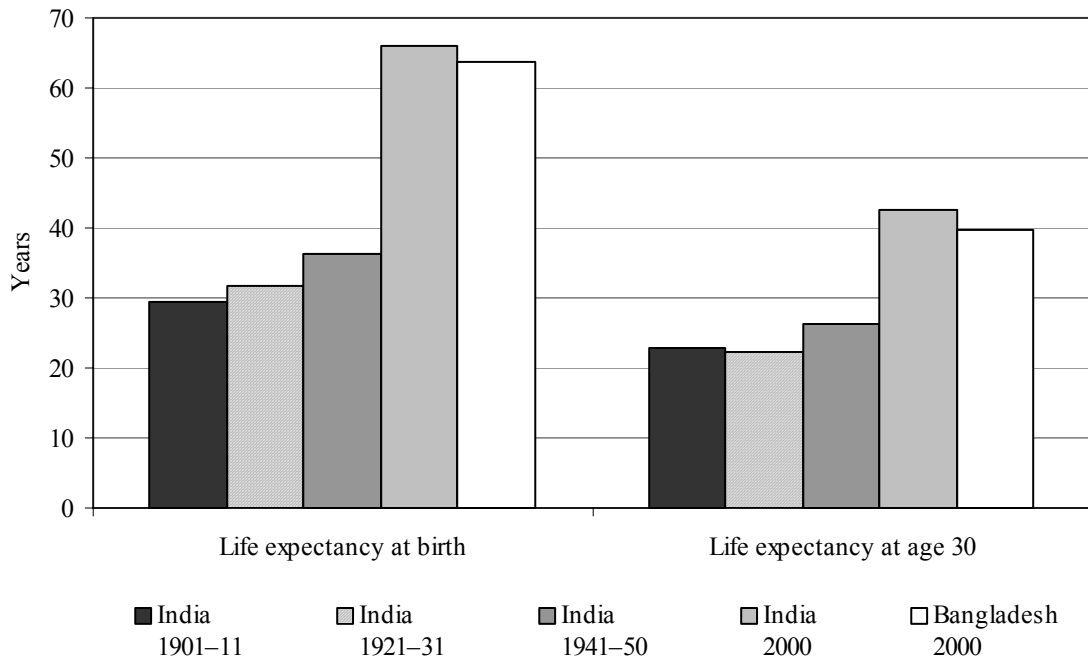 70
60
50
40
30
20
10
0
Years
Life expectancy at birth
Life expectancy at age 30
India
1901–11
India
1921–31
India
1941–50
India
2000
Bangladesh
2000